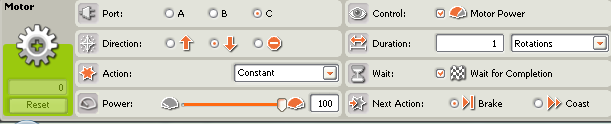 Motor
Port: A B C
Control: Motor Power
Direction:
Duration: 1 Rotations
Action: Constant
Wait: Wait for Completion
0
Reset
Power: 100
Next Action: Brake Coast